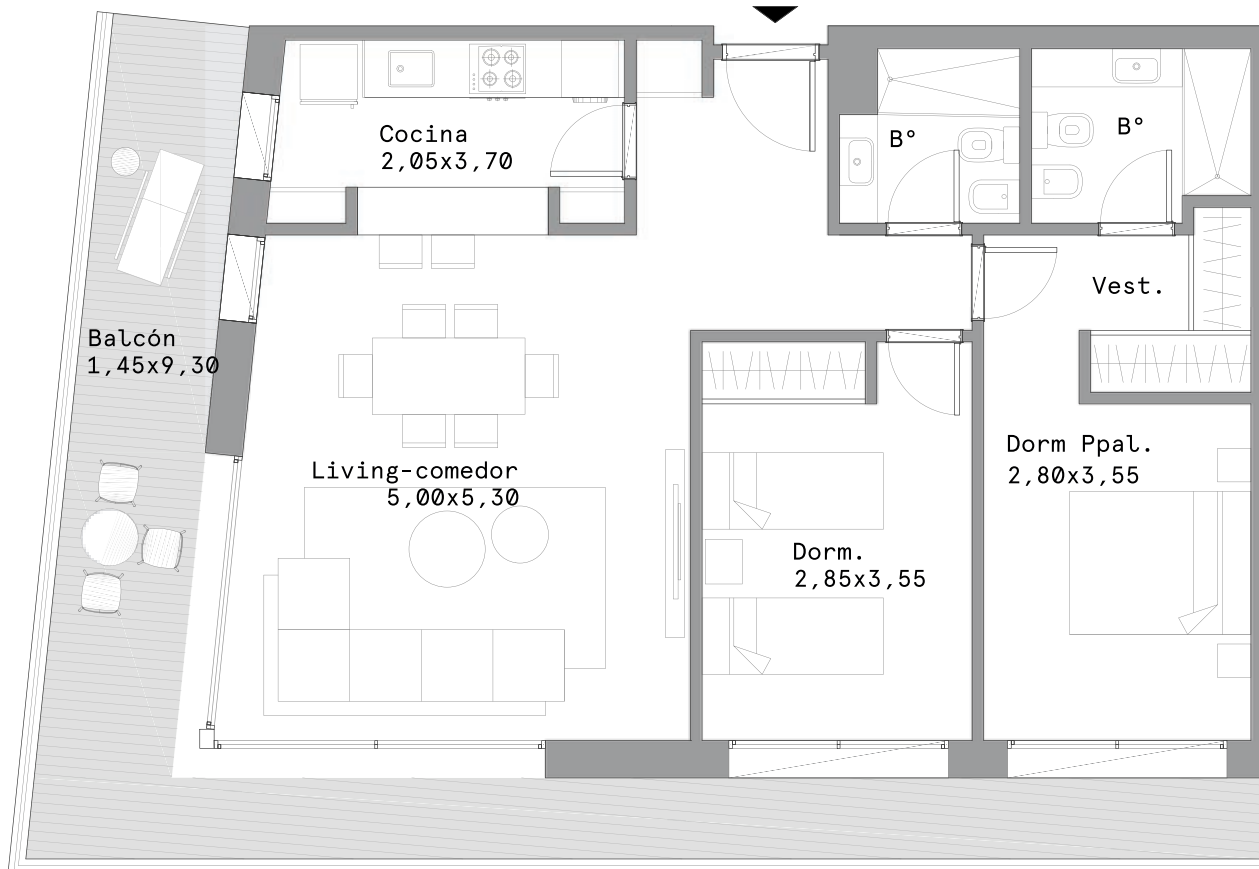 Cocina
2,05x3,70
B°
B°
Vest.
Balcón
1,45x9,30
Living-comedor
5,00x5,30
Dorm Ppal.
2,80x3,55
Dorm.
2,85x3,55